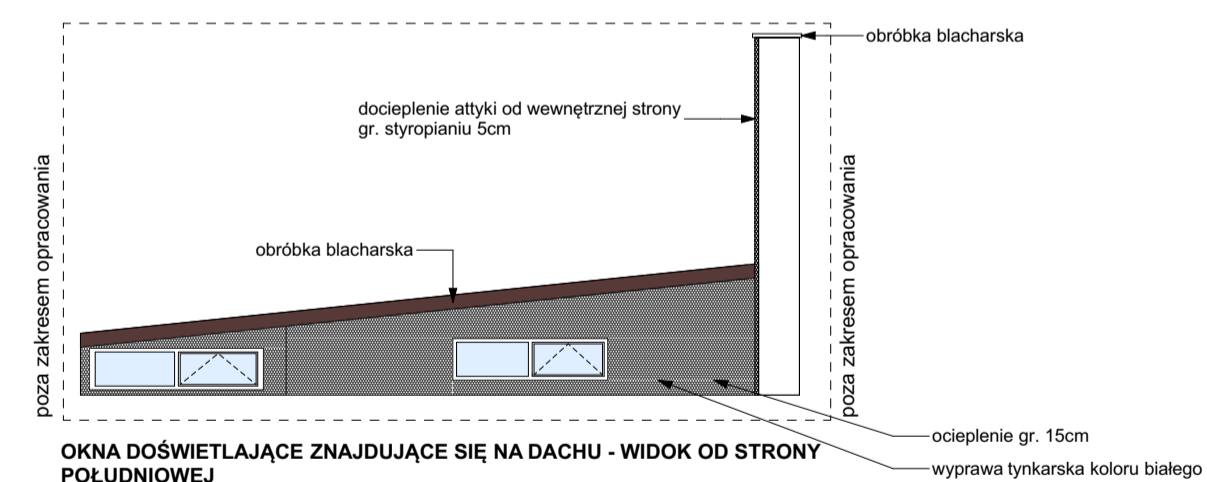 obróbka blacharska
docieplenie attyki od wewnętrznej strony
gr. styropianiu 5cm
poza zakresem opracowania
poza zakresem opracowania
obróbka blacharska
ocieplenie gr. 15cm
OKNA DOŚWIETLAJĄCE ZNAJDUJĄCE SIĘ NA DACHU - WIDOK OD STRONY
POŁUDNIOWEJ
wyprawa tynkarska koloru białego